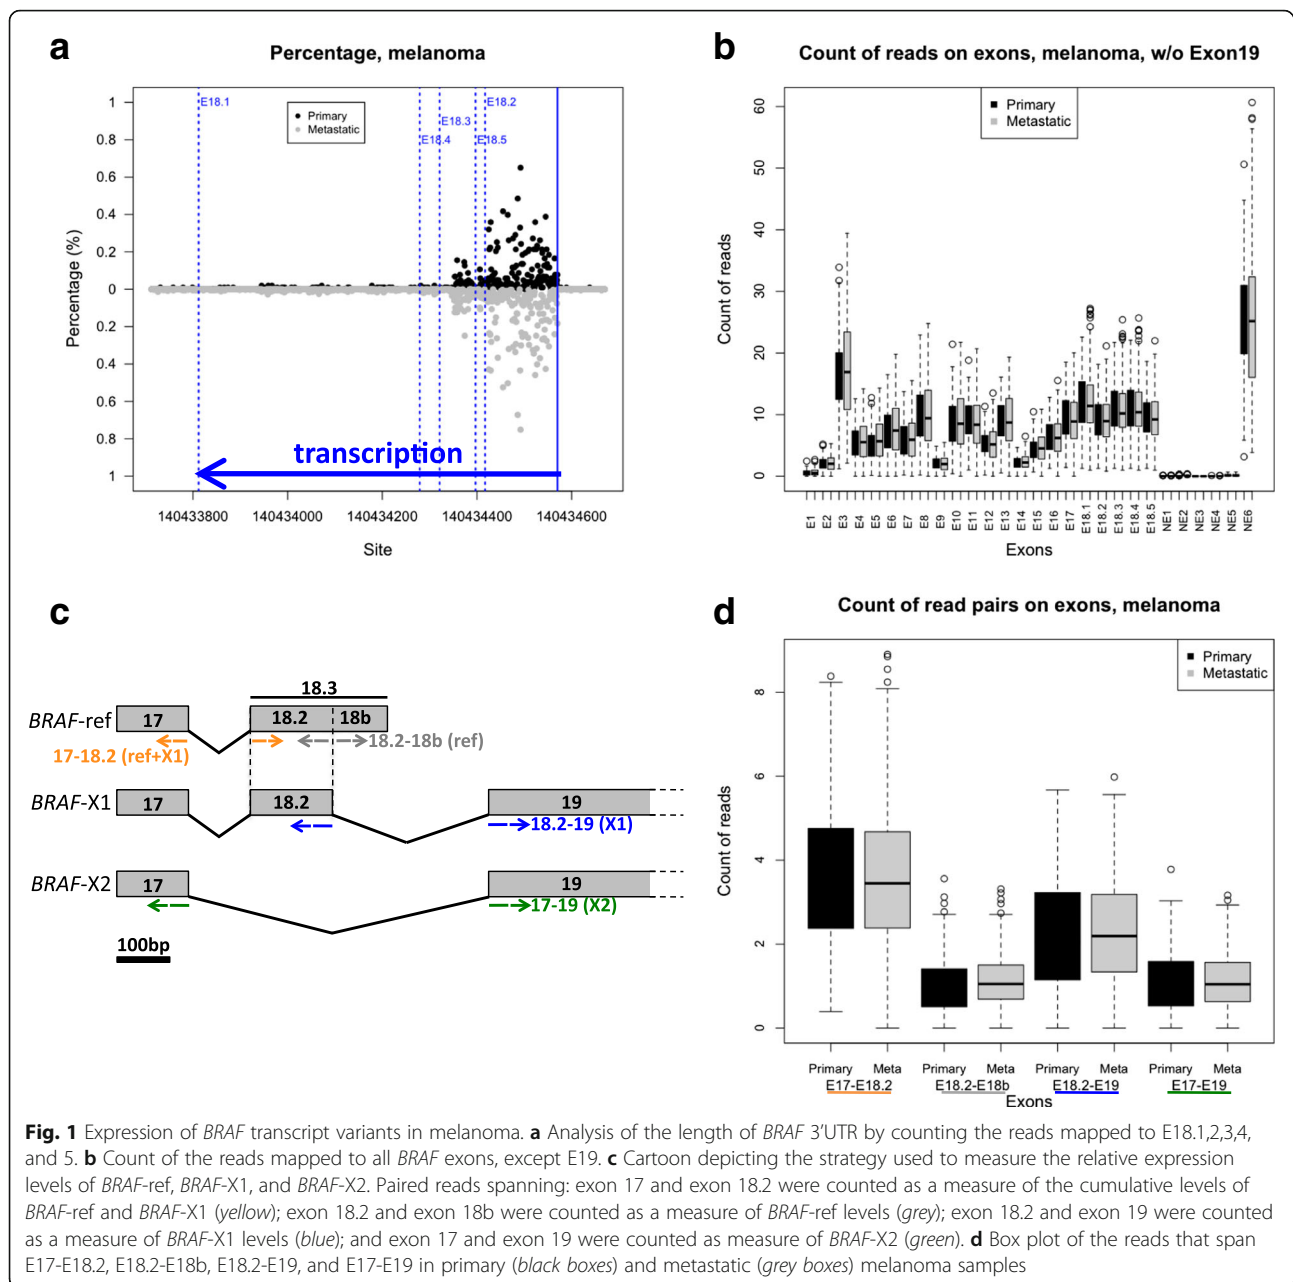 a
Percentage, melanoma
Percentage (%)
1
0.8
0.6
0.4
0.2
0
0.2
0.4
0.6
0.8
1
E18.1
Primary
Metastatic
E18.2
E18.3
E18.4
E18.5
transcription
140433800
140434000
140434200
140434400
140434600
Site
b
Count of reads on exons, melanoma, w/o Exon19
Primary
Metastatic
Count of reads
60
50
40
30
20
10
0
E1
E2
E3
E4
E5
E6
E7
E8
E9
E10
E11
E12
E13
E14
E15
E16
E17
E18.1
E18.2
E18.3
E18.4
E18.5
NE1
NE2
NE3
NE4
NE5
NE6
Exons
c
18.3
BRAF-ref
17
18.2
18b
17-18.2 (ref+X1)
18.2-18b (ref)
BRAF-X1
17
18.2
19
18.2-19 (X1)
BRAF-X2
17
19
17-19 (X2)
100bp
d
Count of read pairs on exons, melanoma
Primary
Metastatic
Count of reads
8
6
4
2
0
Primary Meta Primary Meta Primary Meta Primary Meta
E17-E18.2 E18.2-E18b E18.2-E19 E17-E19
Exons
Fig. 1 Expression of BRAF transcript variants in melanoma. a Analysis of the length of BRAF 3'UTR by counting the reads mapped to E18.1,2,3,4,
and 5. b Count of the reads mapped to all BRAF exons, except E19. c Cartoon depicting the strategy used to measure the relative expression
levels of BRAF-ref, BRAF-X1, and BRAF-X2. Paired reads spanning: exon 17 and exon 18.2 were counted as a measure of the cumulative levels of
BRAF-ref and BRAF-X1 (yellow); exon 18.2 and exon 18b were counted as a measure of BRAF-ref levels (grey); exon 18.2 and exon 19 were counted
as a measure of BRAF-X1 levels (blue); and exon 17 and exon 19 were counted as measure of BRAF-X2 (green). d Box plot of the reads that span
E17-E18.2, E18.2-E18b, E18.2-E19, and E17-E19 in primary (black boxes) and metastatic (grey boxes) melanoma samples